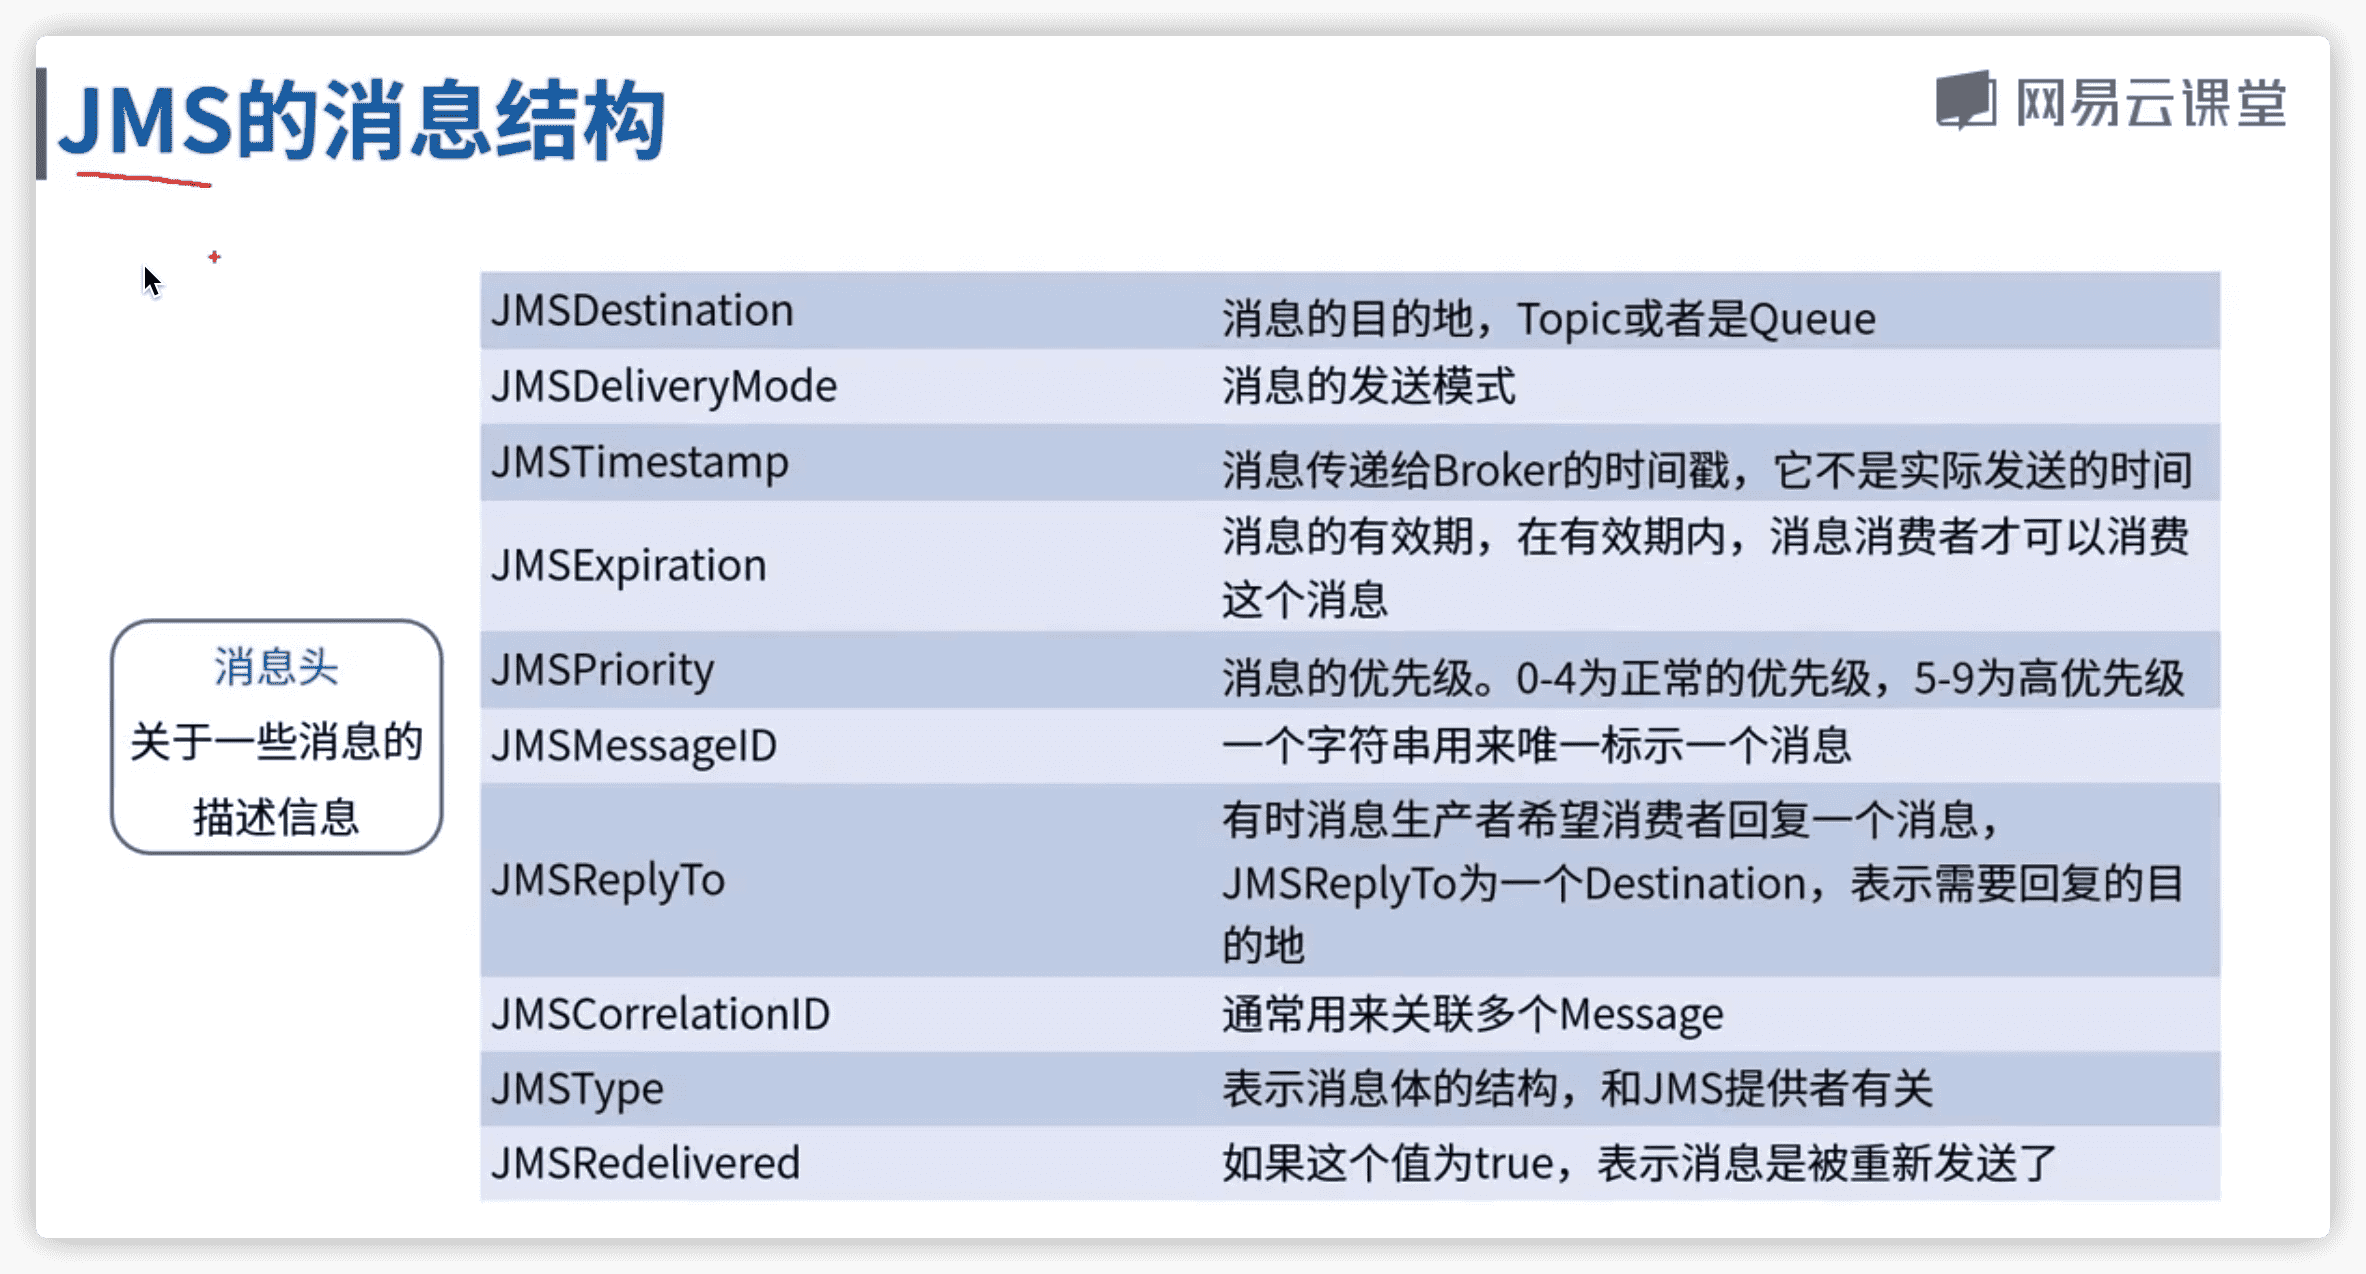 JMS的消息结构
网易云课堂
消息头
关于一些消息的
描述信息
JMSDestination 消息的目的地，Topic或者是Queue
JMSDeliveryMode 消息的发送模式
JMSTimestamp 消息传递给Broker的时间戳，它不是实际发送的时间
JMSExpiration 消息的有效期，在有效期内，消息消费者才可以消费
这个消息
JMSPriority 消息的优先级。0-4为正常的优先级，5-9为高优先级
JMSMessageID 一个字符串用来唯一标示一个消息
JMSReplyTo 有时消息生产者希望消费者回复一个消息，
JMSReplyTo为一个Destination，表示需要回复的目
的地
JMSCorrelationID 通常用来关联多个Message
JMSType 表示消息体的结构，和JMS提供者有关
JMSRedelivered 如果这个值为true，表示消息是被重新发送了